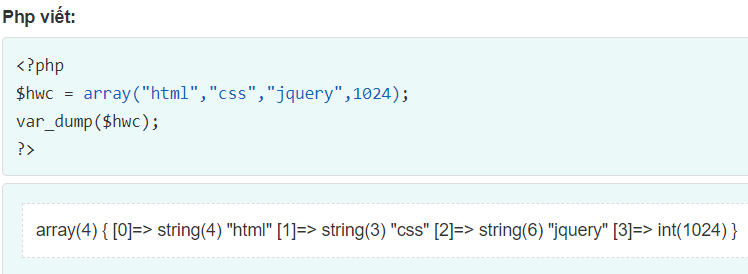 Php viết:
<?php
$hwc = array("html","css","jquery",1024);
var_dump($hwc);
?>
array(4) { [0]=> string(4) "html" [1]=> string(3) "css" [2]=> string(6) "jquery" [3]=> int(1024) }